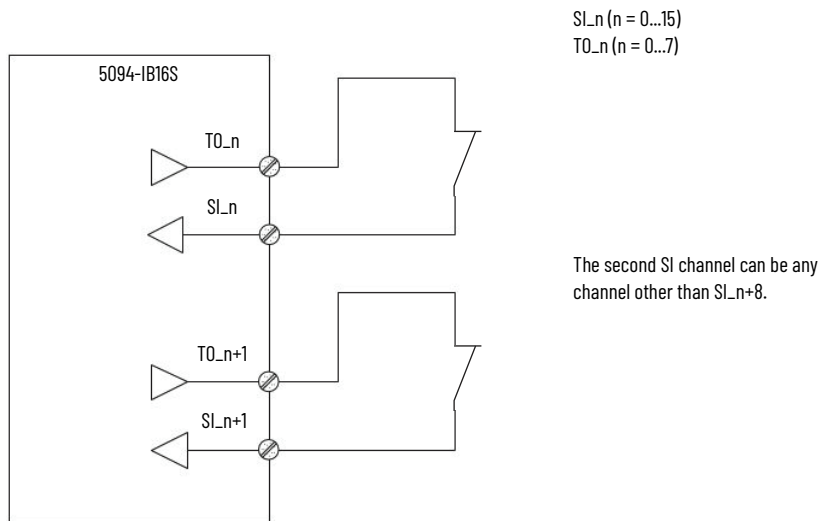 SI_n (n = 0...15)
TO_n (n = 0...7)
5094-IB16S
TO_n
SI_n
The second SI channel can be any
channel other than SI_n+8.
TO_n+1
SI_n+1